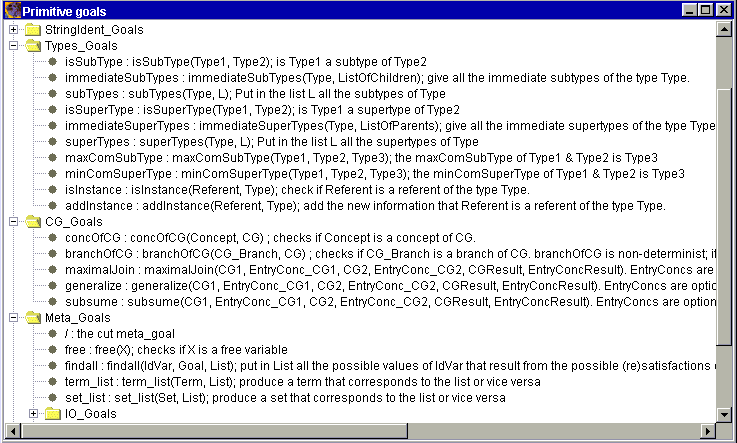 Primitive goals
StringIdent_Goals
Types_Goals
isSubType : isSubType(Type1, Type2); is Type1 a subtype of Type2
immediateSubTypes : immediateSubTypes(Type, ListOfChildren); give all the immediate subtypes of the type Type.
subTypes : subTypes(Type, L); Put in the list L all the subtypes of Type
isSuperType : isSuperType(Type1, Type2); is Type1 a supertype of Type2
immediateSuperTypes : immediateSuperTypes(Type, ListOfParents); give all the immediate supertypes of the type Type
superTypes : superTypes(Type, L); Put in the list L all the supertypes of Type
maxComSubType : maxComSubType(Type1, Type2, Type3); the maxComSubType of Type1 & Type2 is Type3
minComSuperType : minComSuperType(Type1, Type2, Type3); the minComSuperType of Type1 & Type2 is Type3
isInstance : isInstance(Referent, Type); check if Referent is a referent of the type Type.
addInstance : addInstance(Referent, Type); add the new information that Referent is a referent of the type Type.
CG_Goals
concOfCG : concOfCG(Concept, CG) ; checks if Concept is a concept of CG.
branchOfCG : branchOfCG(CG_Branch, CG) ; checks if CG_Branch is a branch of CG. branchOfCG is non-determinist; if
maximalJoin : maximalJoin(CG1, EntryConc_CG1, CG2, EntryConc_CG2, CGResult, EntryConcResult). EntryConcs are
generalize : generalize(CG1, EntryConc_CG1, CG2, EntryConc_CG2, CGResult, EntryConcResult). EntryConcs are optio
subsume : subsume(CG1, EntryConc_CG1, CG2, EntryConc_CG2, CGResult, EntryConcResult). EntryConcs are option
Meta_Goals
/ : the cut meta_goal
free : free(X); checks if X is a free variable
findall : findall(IdVar, Goal, List); put in List all the possible values of IdVar that result from the possible (re)satisfactions
term_list : term_list(Term, List); produce a term that corresponds to the list or vice versa
set_list : set_list(Set, List); produce a set that corresponds to the list or vice versa
IO_Goals